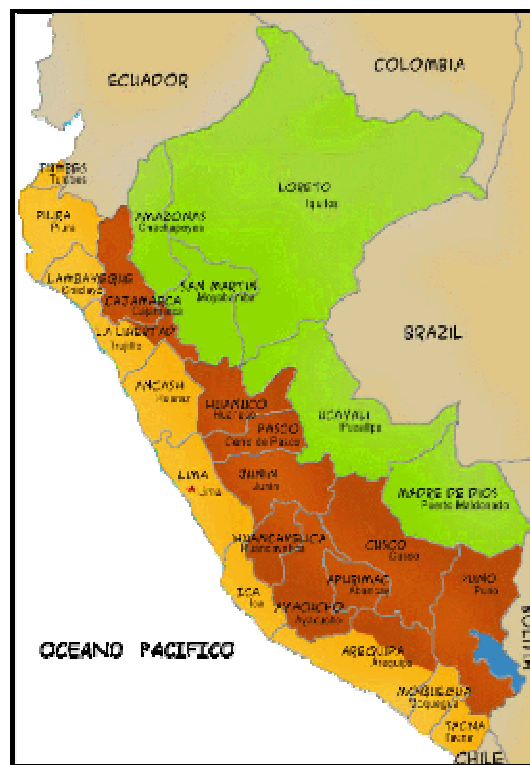 COLOMBIA
ECUADOR
TUMBES
Tumbes
LORETO
Iquitos
PIURA
Piura
AMAZONAS
Chachapoyas
LAMBAYEQUE
Chiclayo
SAN MARTIN
Moyobamba
CAJAMARCA
Cajamarca
LA LIBERTAD
Trujillo
BRAZIL
ANCASH
Huaraz
HUANUCO
Huanuco
UCAYALI
Pucallpa
PASCO
Cerro de Pasco
LIMA
Lima
JUNIN
Junin
MADRE DE DIOS
Puerto Maldonado
HUANCAVELICA
Huancavelica
CUSCO
Cusco
APURIMAC
Abancay
PUNO
Puno
ICA
Ica
AYACUCHO
Ayacucho
OCEANO PACIFICO
AREQUIPA
Arequipa
MOQUEGUA
Moquegua
TACNA
Tacna
CHILE